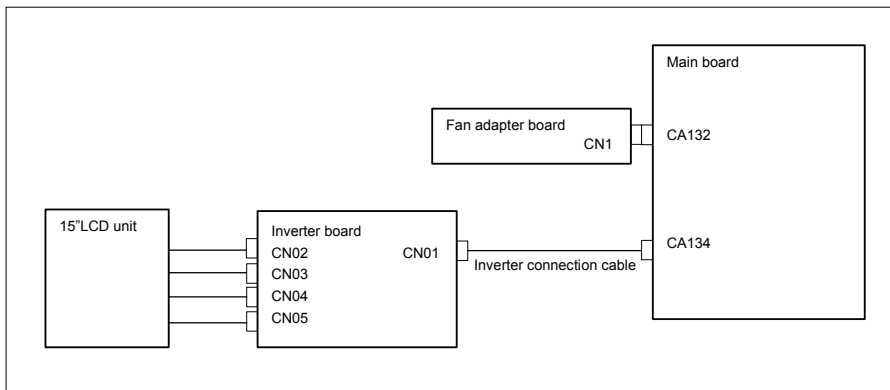 Main board
Fan adapter board
CN1
CA132
15”LCD unit
Inverter board
CN02
CN03
CN04
CN05
CN01
Inverter connection cable
CA134